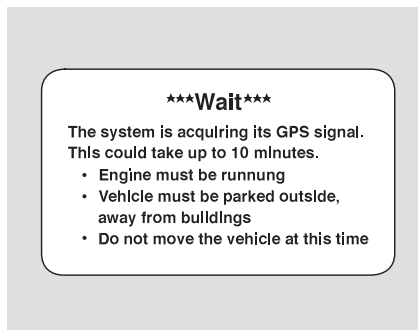 ★★★Wait★★★
The system is acquiring its GPS signal.
This could take up to 10 minutes.
• Engine must be runnung
• Vehicle must be parked outside,
away from buildings
• Do not move the vehicle at this time